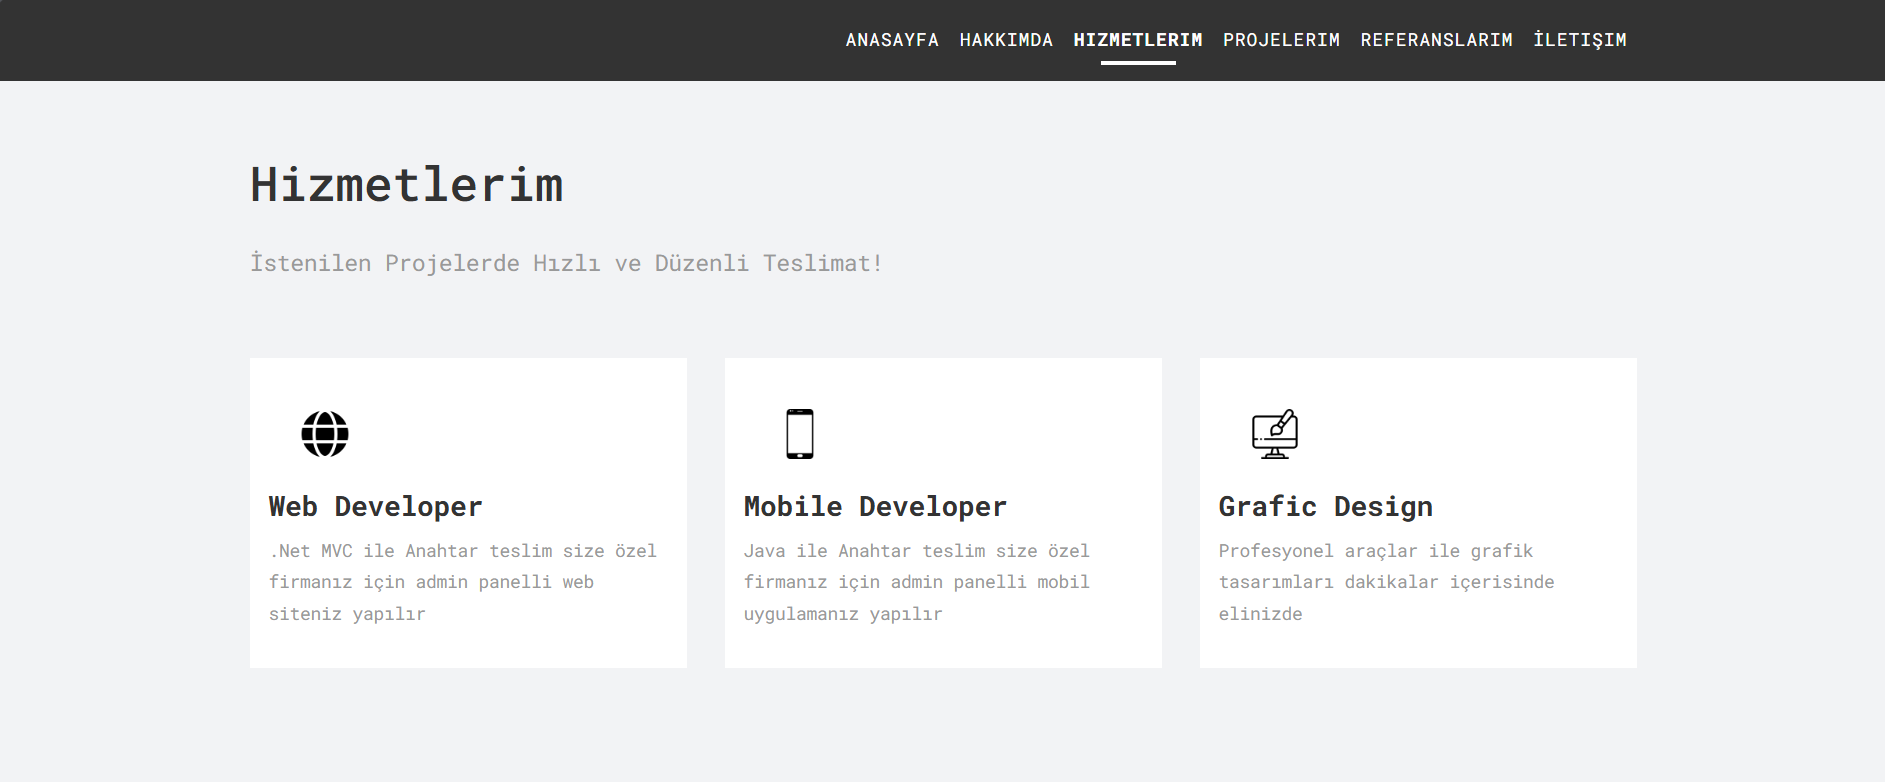 ANASAYFA HAKKIMDA HIZMETLERIM PROJELERIM REFERANSLARIM İLETIŞIM
Hizmetlerim
İstenilen Projelerde Hızlı ve Düzenli Teslimat!
Web Developer
.Net MVC ile Anahtar teslim size özel
firmanız için admin panelli web
siteniz yapılır
Mobile Developer
Java ile Anahtar teslim size özel
firmanız için admin panelli mobil
uygulamanız yapılır
Grafic Design
Profesyonel araçlar ile grafik
tasarımları dakikalar içerisinde
elinizde